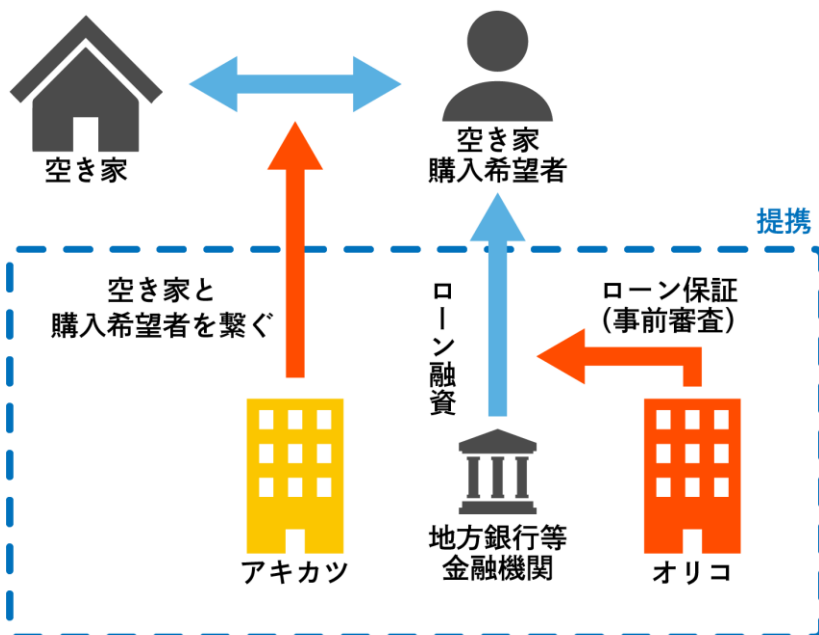 空き家
空き家
購入希望者
提携
空き家と
購入希望者を繋ぐ
ローン融資
ローン保証
（事前審査）
アキカツ
地方銀行等
金融機関
オリコ